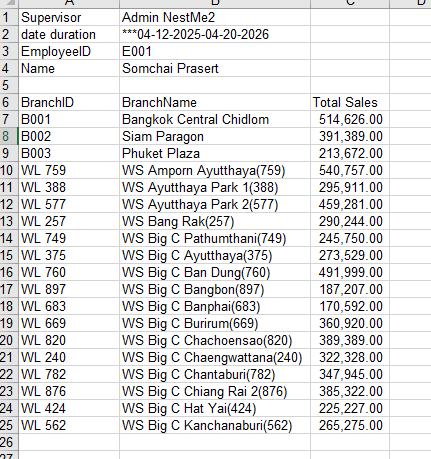 A B C D
1 Supervisor Admin NestMe2
2 date duration ***04-12-2025-04-20-2026
3 EmployeeID E001
4 Name Somchai Prasert
5
6 BranchID BranchName Total Sales
7 B001 Bangkok Central Chidlom 514,626.00
8 B002 Siam Paragon 391,389.00
9 B003 Phuket Plaza 213,672.00
10 WL 759 WS Amporn Ayutthaya(759) 540,757.00
11 WL 388 WS Ayutthaya Park 1(388) 295,911.00
12 WL 577 WS Ayutthaya Park 2(577) 459,281.00
13 WL 257 WS Bang Rak(257) 290,244.00
14 WL 749 WS Big C Pathumthani(749) 245,750.00
15 WL 375 WS Big C Ayutthaya(375) 273,529.00
16 WL 760 WS Big C Ban Dung(760) 491,999.00
17 WL 897 WS Big C Bangbon(897) 187,207.00
18 WL 683 WS Big C Banphai(683) 170,592.00
19 WL 669 WS Big C Burirum(669) 360,920.00
20 WL 820 WS Big C Chachoensao(820) 389,389.00
21 WL 240 WS Big C Chaengwattana(240) 322,328.00
22 WL 782 WS Big C Chantaburi(782) 347,945.00
23 WL 876 WS Big C Chiang Rai 2(876) 385,322.00
24 WL 424 WS Big C Hat Yai(424) 225,227.00
25 WL 562 WS Big C Kanchanaburi(562) 265,275.00
26
27